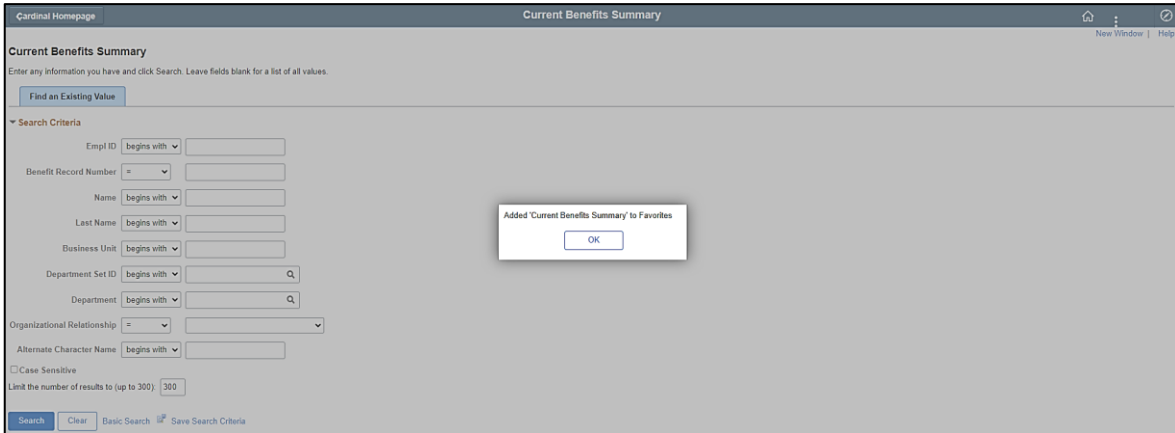 Cardinal Homepage
Current Benefits Summary
New Window | Help
Current Benefits Summary
Enter any information you have and click Search. Leave fields blank for a list of all values.
Find an Existing Value
Search Criteria
Empl ID begins with
Benefit Record Number =
Name begins with
Last Name begins with
Business Unit begins with
Department Set ID begins with
Department begins with
Organizational Relationship =
Alternate Character Name begins with
Case Sensitive
Limit the number of results to (up to 300): 300
Search Clear Basic Search Save Search Criteria
Added 'Current Benefits Summary' to Favorites
OK